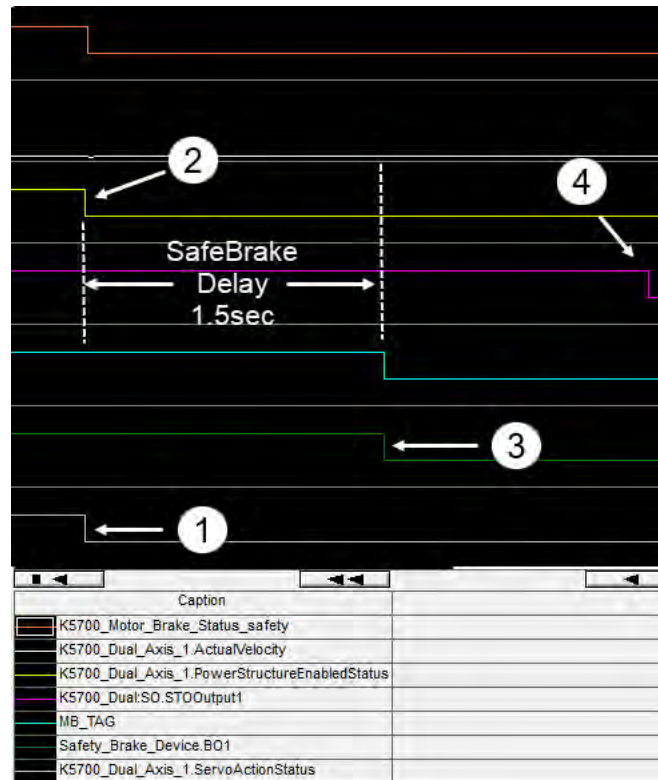 2
4
SafeBrake
Delay
1.5sec
3
1
Caption
K5700_Motor_Brake_Status_safety
K5700_Dual_Axis_1.ActualVelocity
K5700_Dual_Axis_1.PowerStructureEnabledStatus
K5700_Dual:SO.STOOutput1
MB_TAG
Safety_Brake_Device.BO1
K5700_Dual_Axis_1.ServoActionStatus